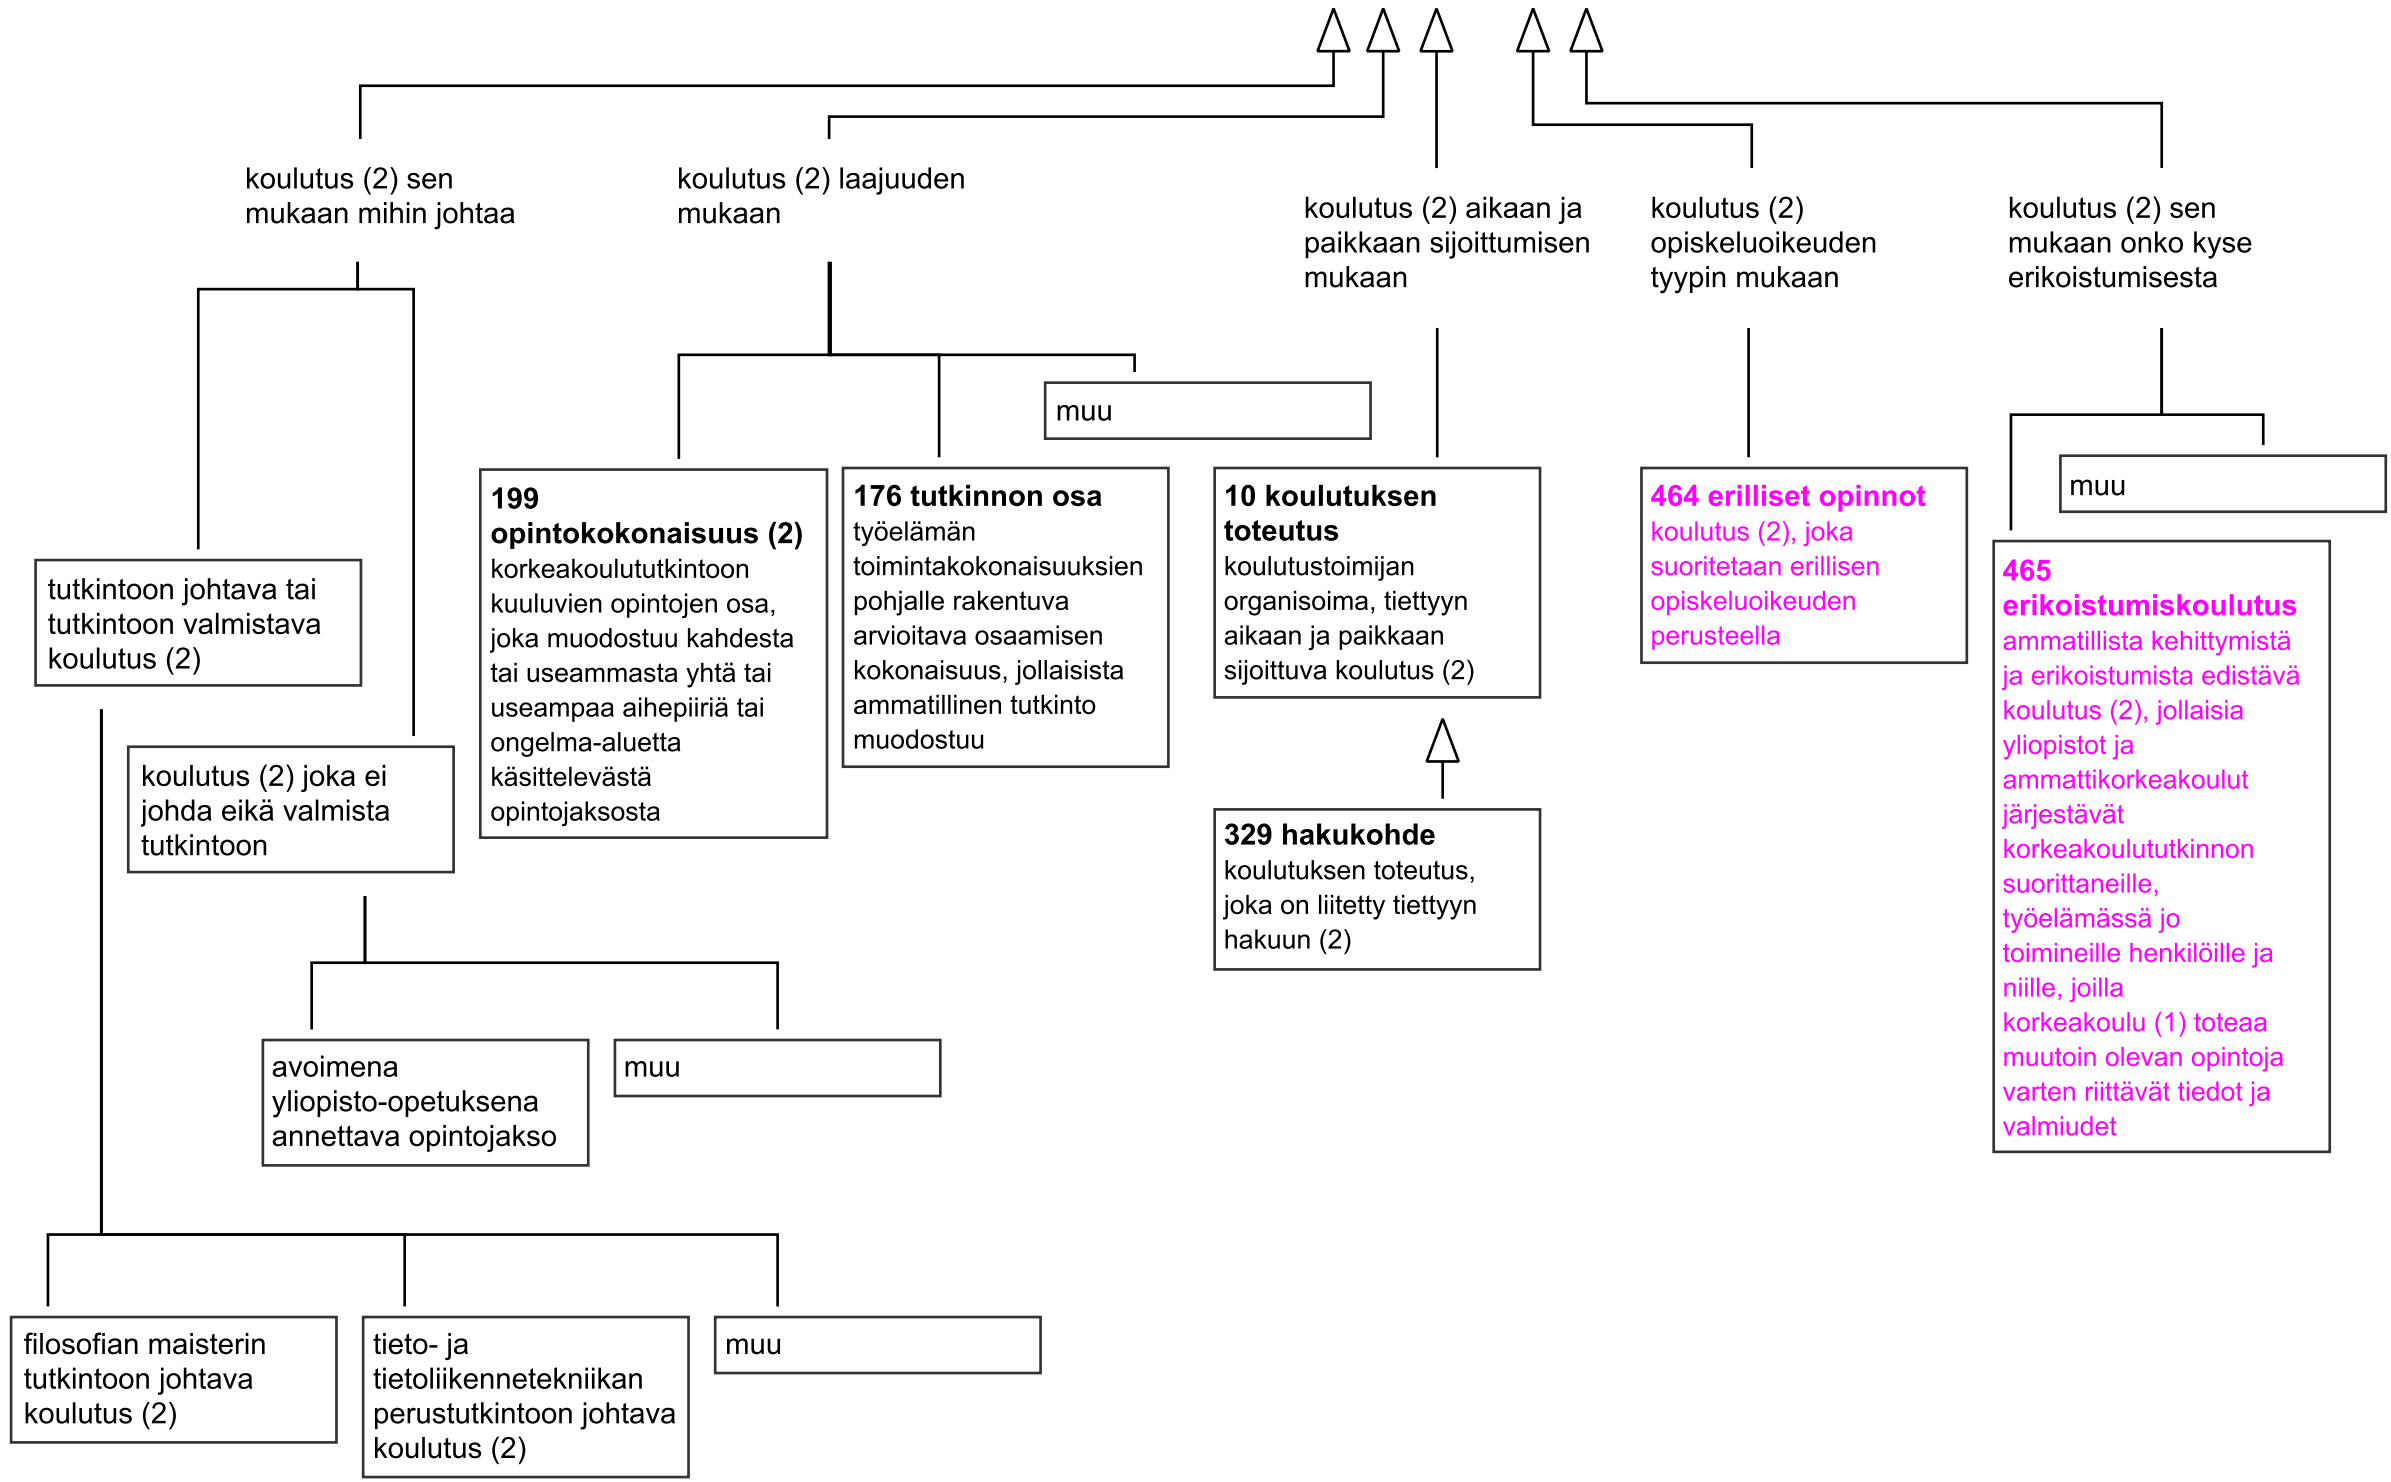 koulutus (2) sen
mukaan mihin johtaa
koulutus (2) laajuuden
mukaan
koulutus (2) aikaan ja
paikkaan sijoittumisen
mukaan
koulutus (2)
opiskeluoikeuden
tyypin mukaan
koulutus (2) sen
mukaan onko kyse
erikoistumisesta
muu
muu
199
opintokokonaisuus (2)
korkeakoulututkintoon
kuuluvien opintojen osa,
joka muodostuu kahdesta
tai useammasta yhtä tai
useampaa aihepiiriä tai
ongelma-aluetta
käsittelevästä
opintojaksosta
176 tutkinnon osa
työelämän
toimintakokonaisuuksien
pohjalle rakentuva
arvioitava osaamisen
kokonaisuus, jollaisista
ammatillinen tutkinto
muodostuu
10 koulutuksen
toteutus
koulutustoimijan
organisoima, tiettyyn
aikaan ja paikkaan
sijoittuva koulutus (2)
464 erilliset opinnot
koulutus (2), joka
suoritetaan erillisen
opiskeluoikeuden
perusteella
465
erikoistumiskoulutus
ammatillista kehittymistä
ja erikoistumista edistävä
koulutus (2), jollaisia
yliopistot ja
ammattikorkeakoulut
järjestävät
korkeakoulututkinnon
suorittaneille,
työelämässä jo
toimineille henkilöille ja
niille, joilla
korkeakoulu (1) toteaa
muutoin olevan opintoja
varten riittävät tiedot ja
valmiudet
tutkintoon johtava tai
tutkintoon valmistava
koulutus (2)
koulutus (2) joka ei
johda eikä valmista
tutkintoon
329 hakukohde
koulutuksen toteutus,
joka on liitetty tiettyyn
hakuun (2)
avoimena
yliopisto-opetuksena
annettava opintojakso
muu
filosofian maisterin
tutkintoon johtava
koulutus (2)
tieto- ja
tietoliikennetekniikan
perustutkintoon johtava
koulutus (2)
muu